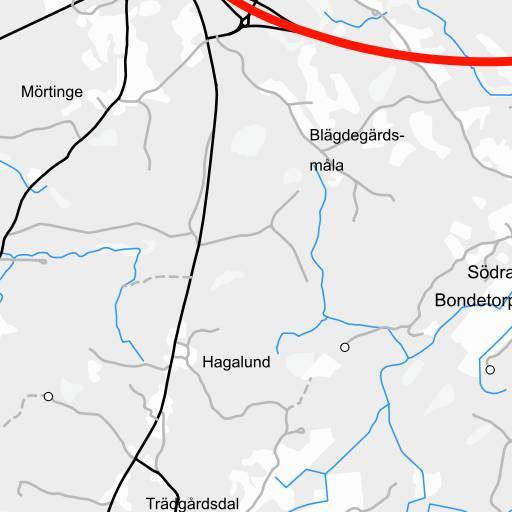 Mörtinge
Blägdegärds-
måla
Södra
Bondetorp
Hagalund
Trädgårdsdal